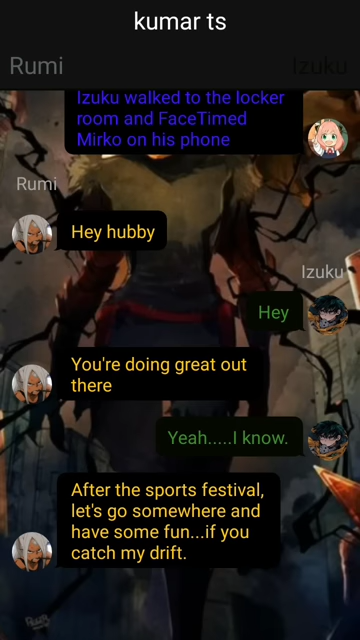 kumar ts
Rumi
Izuku
Izuku walked to the locker
room and FaceTimed
Mirko on his phone
Rumi
Hey hubby
Izuku
Hey
You're doing great out
there
Yeah.....I know.
After the sports festival,
let's go somewhere and
have some fun...if you
catch my drift.